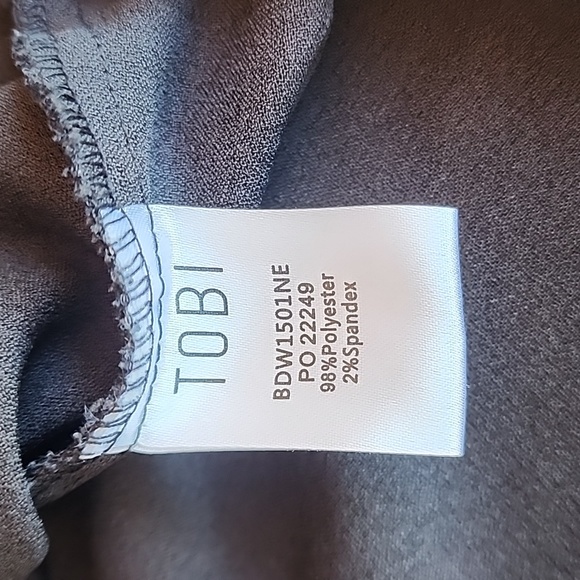 TOBI
BDW1501NE
PO 22249
98%Polyester
2%Spandex